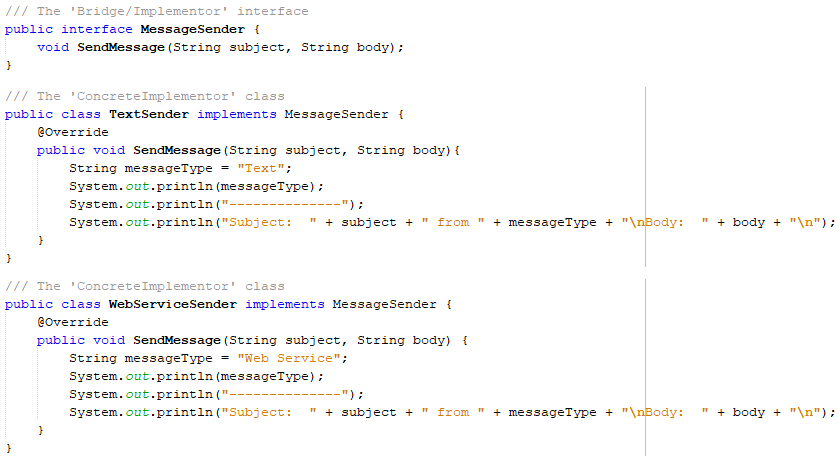 /// The 'Bridge/Implementor' interface
public interface MessageSender {
    void SendMessage(String subject, String body);
}
/// The 'ConcreteImplementor' class
public class TextSender implements MessageSender {
    @Override
    public void SendMessage(String subject, String body){
        String messageType = "Text";
        System.out.println(messageType);
        System.out.println("--------------");
        System.out.println("Subject:  " + subject + " from " + messageType + "\nBody:  " + body + "\n");
    }
}
/// The 'ConcreteImplementor' class
public class WebServiceSender implements MessageSender {
    @Override
    public void SendMessage(String subject, String body) {
        String messageType = "Web Service";
        System.out.println(messageType);
        System.out.println("--------------");
        System.out.println("Subject:  " + subject + " from " + messageType + "\nBody:  " + body + "\n");
    }
}